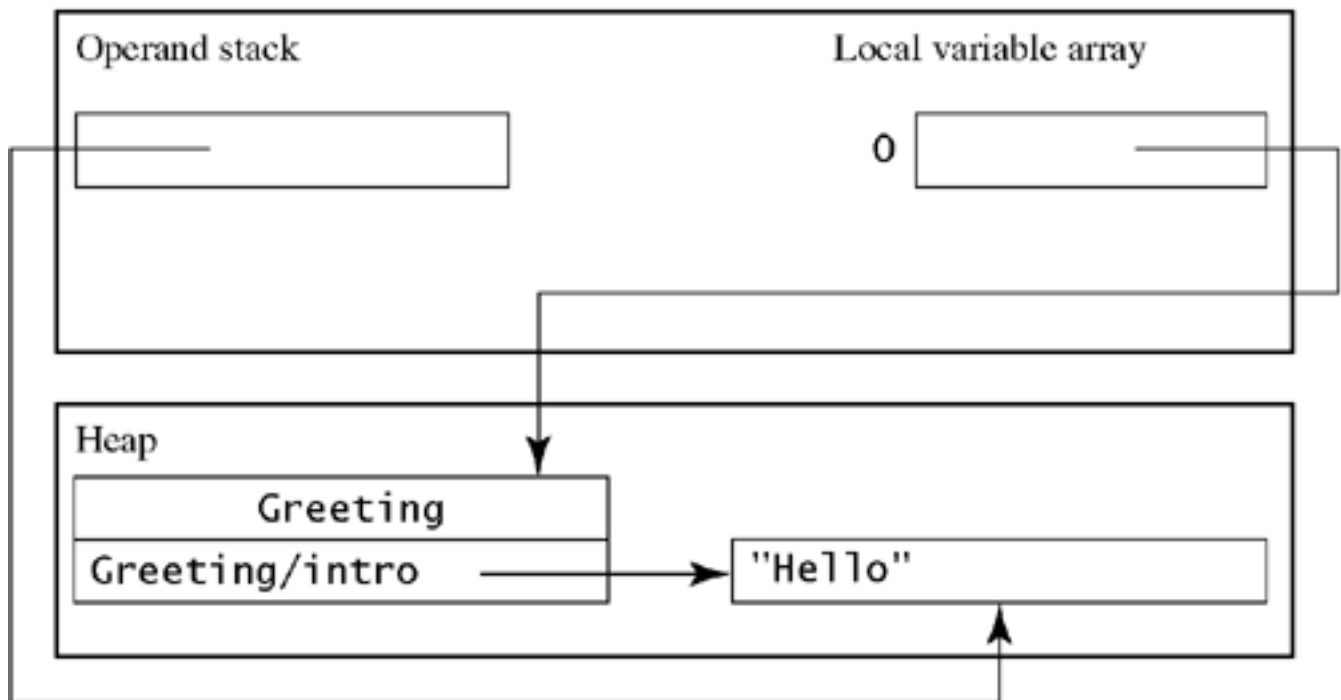 Operand stack
Local variable array
0
Heap
Greeting
Greeting/intro
"Hello"